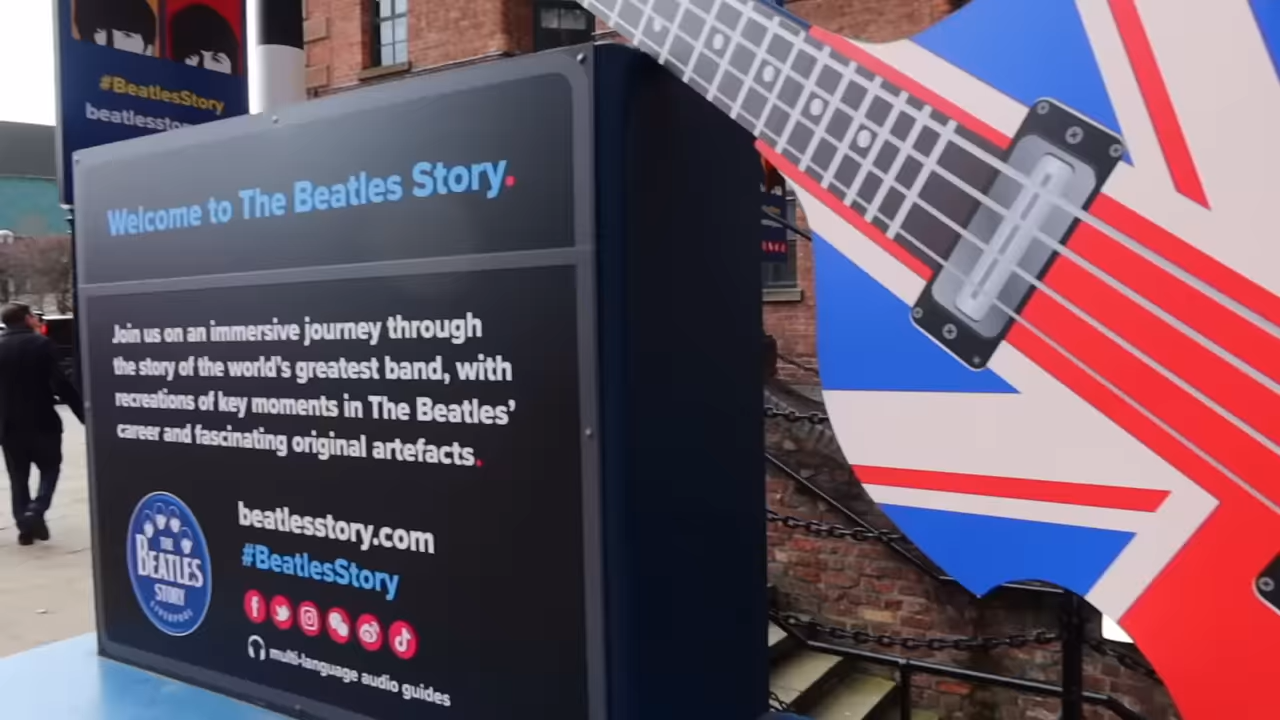 #BeatlesStory
Welcome to The Beatles Story.
Join us on an immersive journey through
the story of the world's greatest band, with
recreations of key moments in The Beatles'
career and fascinating original artefacts.
beatlesstory.com
#BeatlesStory
THE
BEATLES
STORY
LIVERPOOL
multi-language audio guides